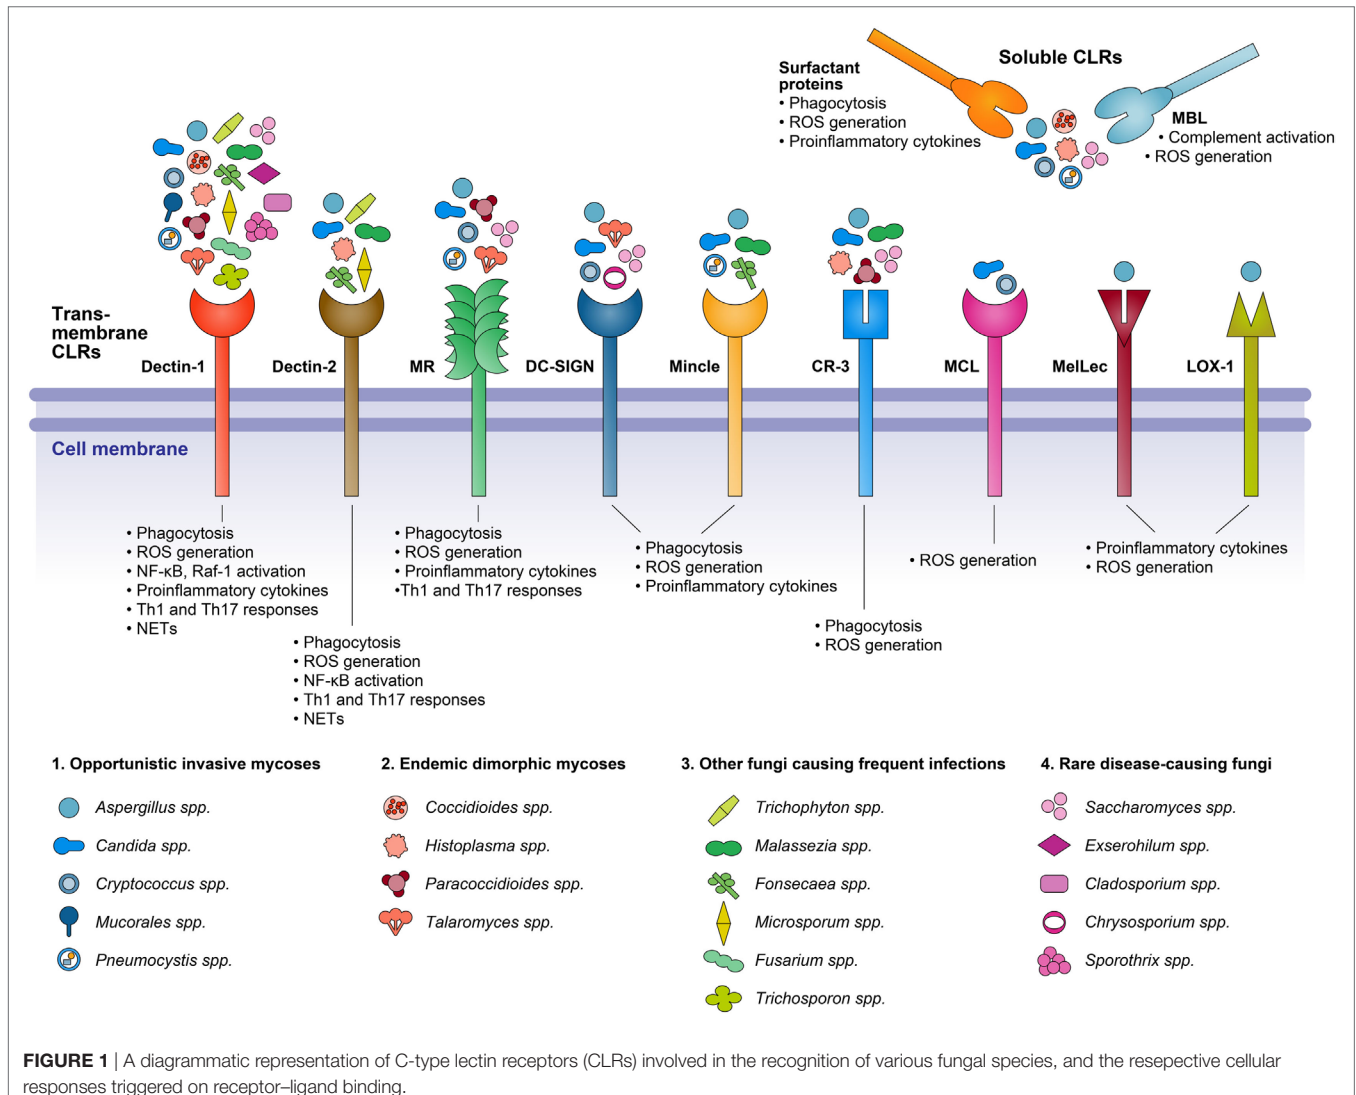 Soluble CLRs
Surfactant
proteins
• Phagocytosis
• ROS generation
• Proinflammatory cytokines
MBL
• Complement activation
• ROS generation
Trans-
membrane
CLRs
Dectin-1
Dectin-2
MR
DC-SIGN
Mincle
CR-3
MCL
MelLec
LOX-1
Cell membrane
• Phagocytosis
• ROS generation
• NF-κB, Raf-1 activation
• Proinflammatory cytokines
• Th1 and Th17 responses
• NETs
• Phagocytosis
• ROS generation
• NF-κB activation
• Th1 and Th17 responses
• NETs
• Phagocytosis
• ROS generation
• Proinflammatory cytokines
•Th1 and Th17 responses
• Phagocytosis
• ROS generation
• Proinflammatory cytokines
• Phagocytosis
• ROS generation
• ROS generation
• Proinflammatory cytokines
• ROS generation
1. Opportunistic invasive mycoses
Aspergillus spp.
Candida spp.
Cryptococcus spp.
Mucorales spp.
Pneumocystis spp.
2. Endemic dimorphic mycoses
Coccidioides spp.
Histoplasma spp.
Paracoccidioides spp.
Talaromyces spp.
3. Other fungi causing frequent infections
Trichophyton spp.
Malassezia spp.
Fonsecaea spp.
Microsporum spp.
Fusarium spp.
Trichosporon spp.
4. Rare disease-causing fungi
Saccharomyces spp.
Exserohilum spp.
Cladosporium spp.
Chrysosporium spp.
Sporothrix spp.
FIGURE 1 | A diagrammatic representation of C-type lectin receptors (CLRs) involved in the recognition of various fungal species, and the resepective cellular
responses triggered on receptor–ligand binding.